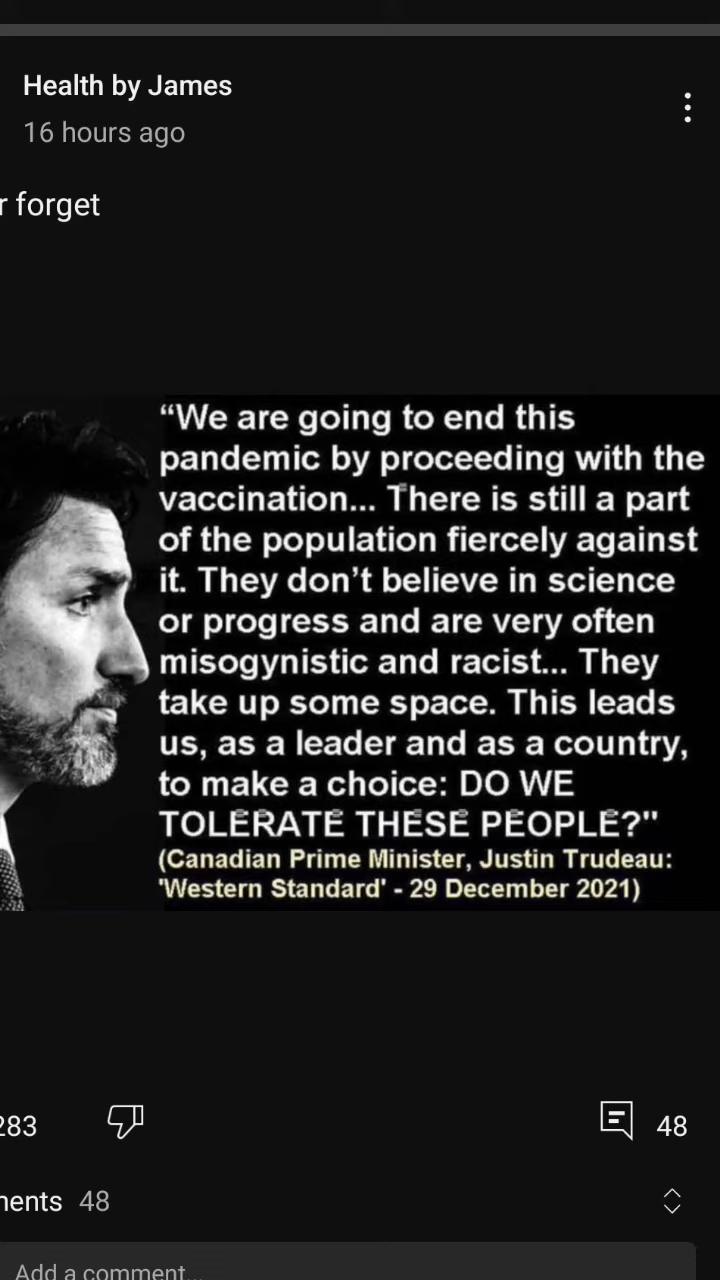 Health by James
16 hours ago
r forget
“We are going to end this
pandemic by proceeding with the
vaccination... There is still a part
of the population fiercely against
it. They don’t believe in science
or progress and are very often
misogynistic and racist... They
take up some space. This leads
us, as a leader and as a country,
to make a choice: DO WE
TOLERATE THESE PEOPLE?"
(Canadian Prime Minister, Justin Trudeau:
'Western Standard' - 29 December 2021)
283
48
ments 48
Add a comment...